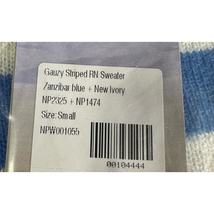 Gauzy Striped RN Sweater
Zanzibar blue + New ivory
NP2325 + NP1474
Size: Small
NPW001055
00104444